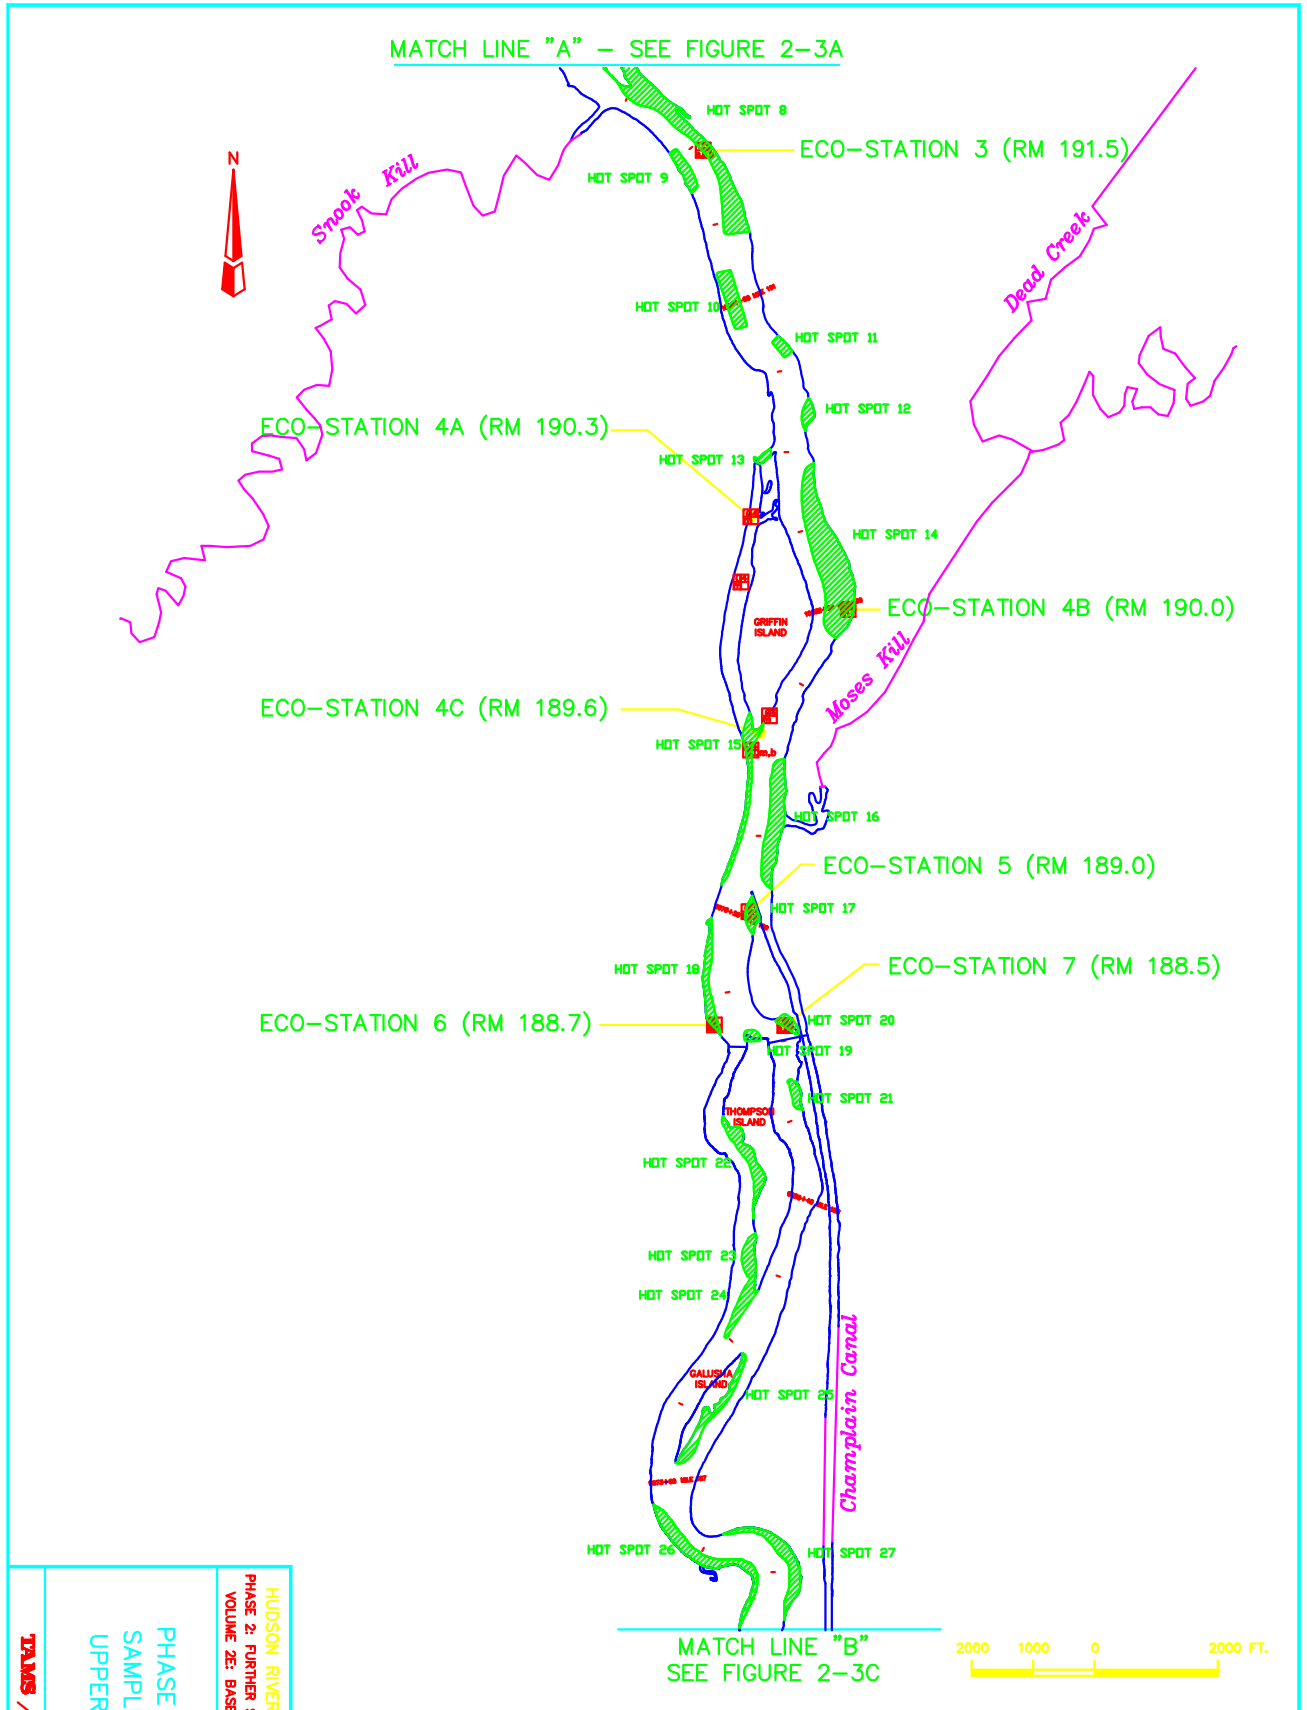 MATCH LINE "A" - SEE FIGURE 2-3A
HOT SPOT 8
ECO-STATION 3 (RM 191.5)
N
HOT SPOT 9
Snook Kill
Dead Creek
HOT SPOT 10
HOT SPOT 11
HOT SPOT 12
ECO-STATION 4A (RM 190.3)
HOT SPOT 13
HOT SPOT 14
ECO-STATION 4B (RM 190.0)
GRIFFIN
ISLAND
Moses Kill
ECO-STATION 4C (RM 189.6)
HOT SPOT 15
HOT SPOT 16
ECO-STATION 5 (RM 189.0)
HOT SPOT 17
HOT SPOT 18
ECO-STATION 7 (RM 188.5)
ECO-STATION 6 (RM 188.7)
HOT SPOT 20
HOT SPOT 19
HOT SPOT 21
THOMPSON
ISLAND
HOT SPOT 22
HOT SPOT 23
HOT SPOT 24
Champlain Canal
GALUSHA
ISLAND
HOT SPOT 25
HOT SPOT 26
HOT SPOT 27
MATCH LINE "B"
SEE FIGURE 2-3C
2000 1000 0 2000 FT.
HUDSON RIVER
PHASE 2: FURTHER
VOLUME 2E: BASE
PHASE
SAMPL
UPPER
TAMS /